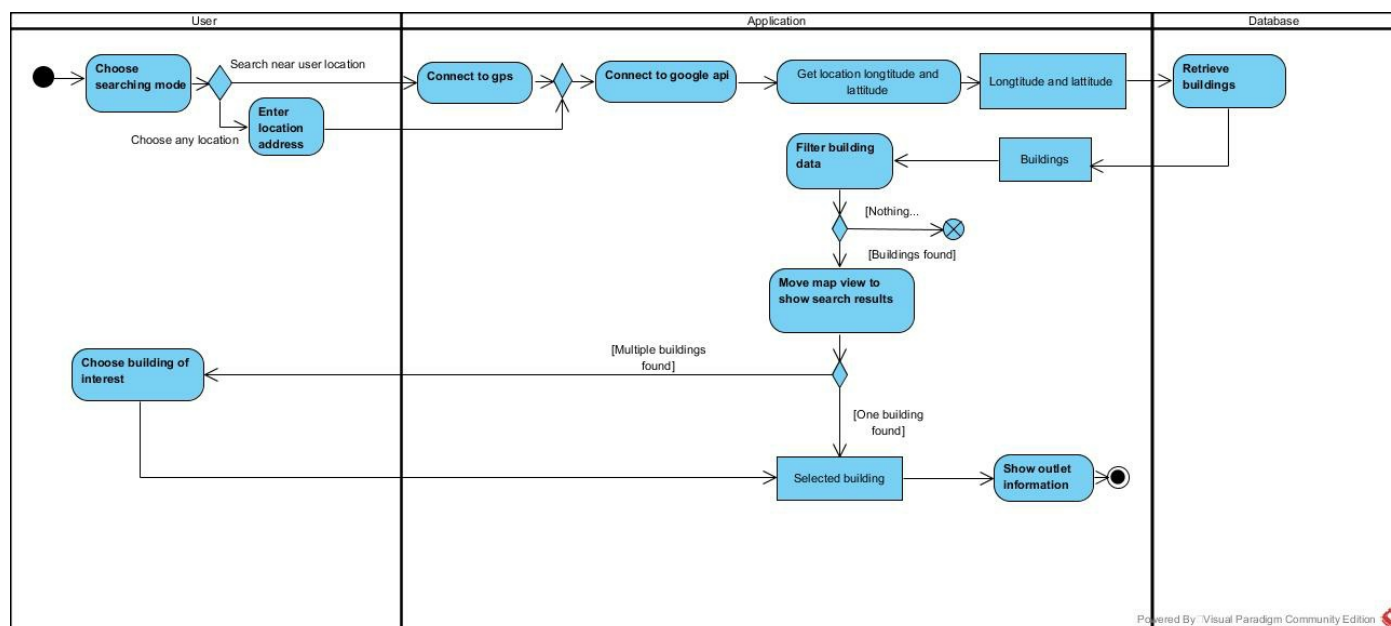 User
Application
Database
Choose
searching mode
Search near user location
Connect to gps
Connect to google api
Get location longtitude and
lattitude
Longtitude and lattitude
Retrieve
buildings
Choose any location
Enter
location
address
Filter building
data
Buildings
[Nothing...
[Buildings found]
Move map view to
show search results
[Multiple buildings
found]
Choose building of
interest
[One building
found]
Selected building
Show outlet
information
Powered By Visual Paradigm Community Edition